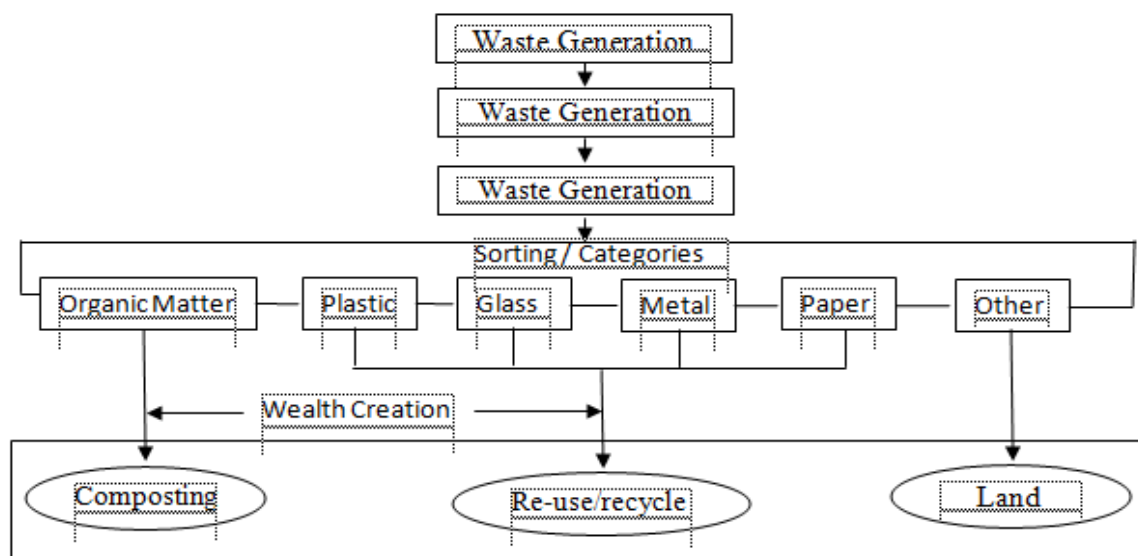 Waste Generation
Waste Generation
Waste Generation
Sorting / Categories
Organic Matter Plastic Glass Metal Paper Other
Wealth Creation
Composting Re-use/recycle Land